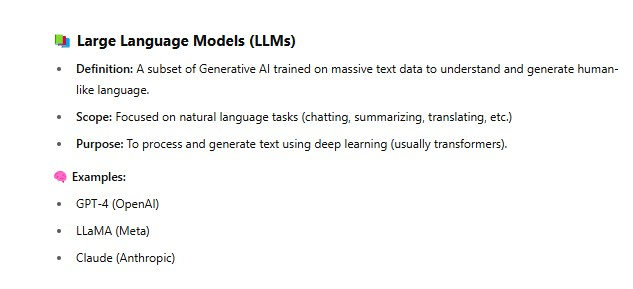 📚 Large Language Models (LLMs)
• Definition: A subset of Generative AI trained on massive text data to understand and generate human-
like language.
• Scope: Focused on natural language tasks (chatting, summarizing, translating, etc.)
• Purpose: To process and generate text using deep learning (usually transformers).
🧠 Examples:
• GPT-4 (OpenAI)
• LLaMA (Meta)
• Claude (Anthropic)